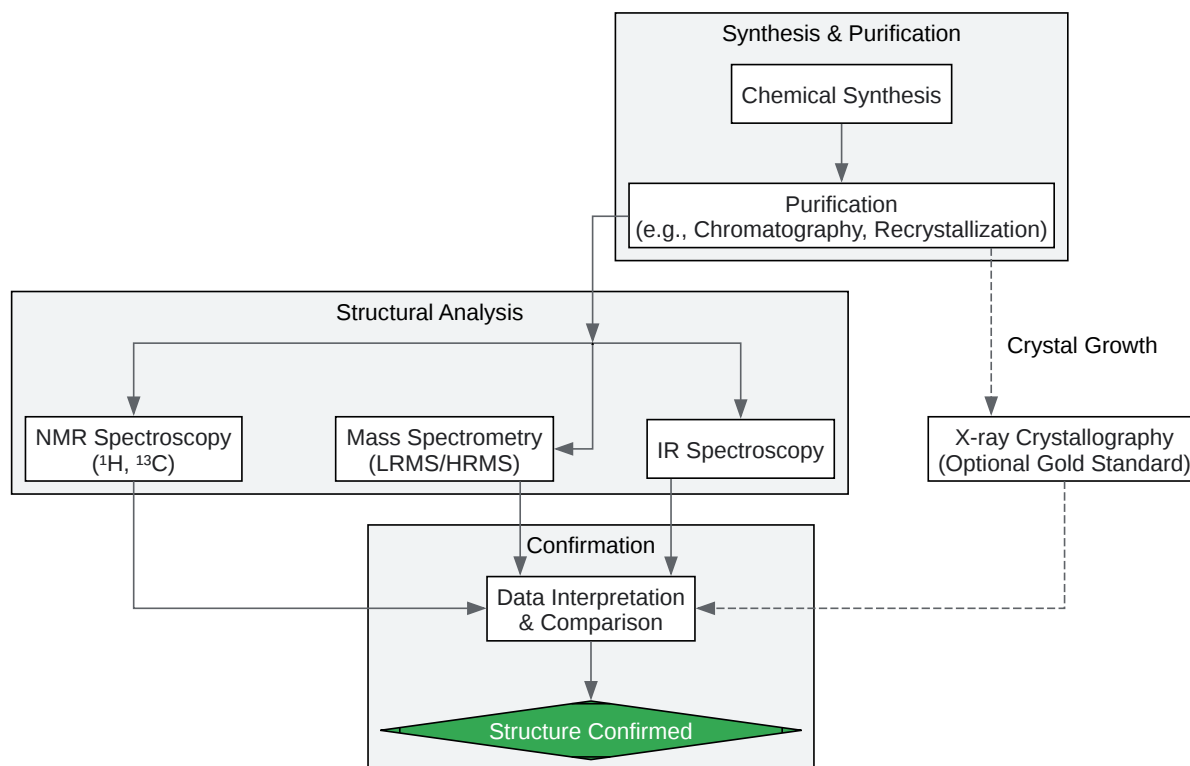 Synthesis & Purification
Chemical Synthesis
Purification
(e.g., Chromatography, Recrystallization)
Structural Analysis
Crystal Growth
NMR Spectroscopy
(¹H, ¹³C)
Mass Spectrometry
(LRMS/HRMS)
IR Spectroscopy
X-ray Crystallography
(Optional Gold Standard)
Confirmation
Data Interpretation
& Comparison
Structure Confirmed